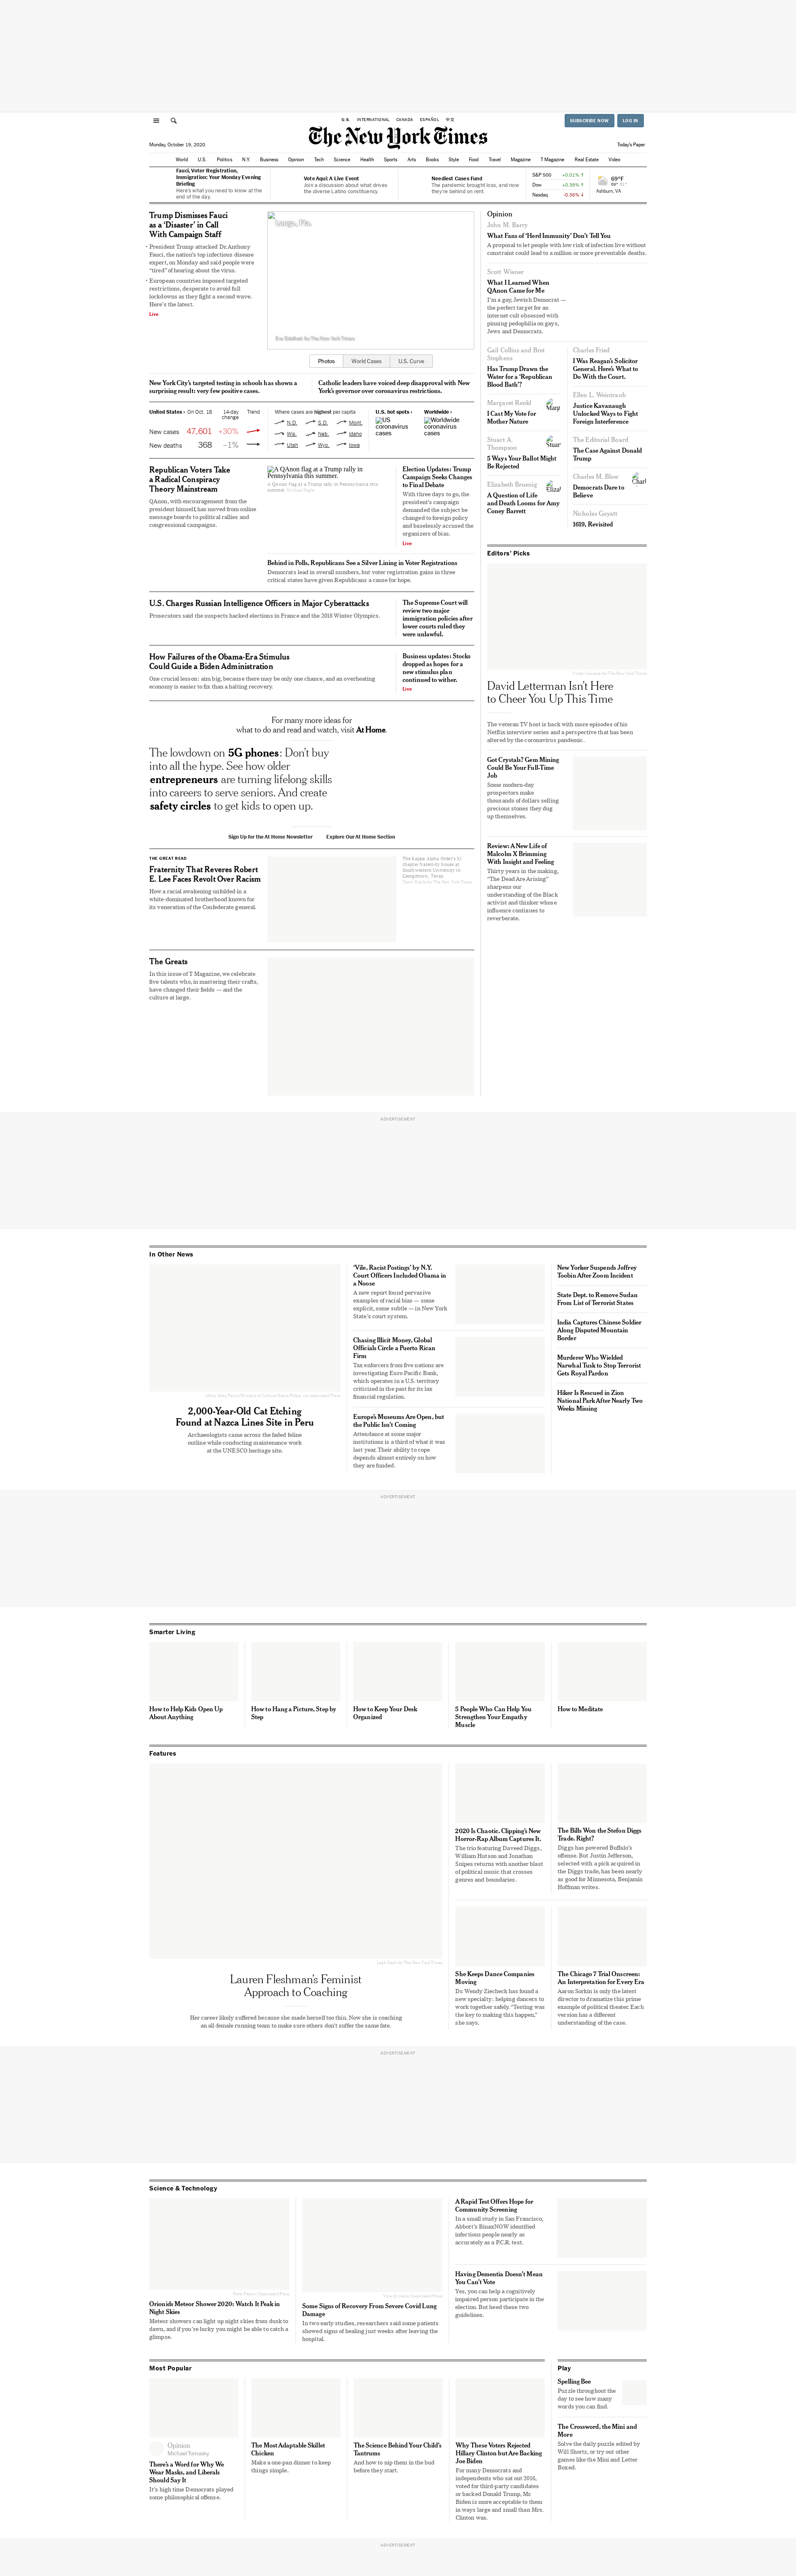 U.S. INTERNATIONAL CANADA ESPAÑOL 中文
SUBSCRIBE NOW LOG IN
The New York Times
Monday, October 19, 2020
Today's Paper
World U.S. Politics N.Y. Business Opinion Tech Science Health Sports Arts Books Style Food Travel Magazine T Magazine Real Estate Video
Fauci, Voter Registration,
Immigration: Your Monday Evening
Briefing
Here's what you need to know at the
end of the day.
Vote Aquí: A Live Event
Join a discussion about what drives
the diverse Latino constituency.
Neediest Cases Fund
The pandemic brought loss, and now
they're behind on rent.
S&P 500 +0.01% ↑
Dow +0.39% ↑
Nasdaq -0.36% ↓
69°F
Ashburn, VA
Trump Dismisses Fauci
as a ‘Disaster’ in Call
With Campaign Staff
• President Trump attacked Dr. Anthony
Fauci, the nation's top infectious disease
expert, on Monday and said people were
“tired” of hearing about the virus.
• European countries imposed targeted
restrictions, desperate to avoid full
lockdowns as they fight a second wave.
Here's the latest.
Live
Largo, Fla.
Eve Edelheit for The New York Times
Photos World Cases U.S. Curve
New York City's targeted testing in schools has shown a
surprising result: very few positive cases.
Catholic leaders have voiced deep disapproval with New
York's governor over coronavirus restrictions.
United States › On Oct. 18 14-day
change Trend
New cases 47,601 +30%
New deaths 368 –1%
Where cases are highest per capita
N.D. S.D. Mont.
Wis. Neb. Idaho
Utah Wyo. Iowa
U.S. hot spots ›
US
coronavirus
cases
Worldwide ›
Worldwide
coronavirus
cases
Republican Voters Take
a Radical Conspiracy
Theory Mainstream
QAnon, with encouragement from the
president himself, has moved from online
message boards to political rallies and
congressional campaigns.
A QAnon flag at a Trump rally in
Pennsylvania this summer.
A QAnon flag at a Trump rally in Pennsylvania this
summer.
Election Updates: Trump
Campaign Seeks Changes
to Final Debate
With three days to go, the
president's campaign
demanded the subject be
changed to foreign policy
and baselessly accused the
organizers of bias.
Live
Behind in Polls, Republicans See a Silver Lining in Voter Registrations
Democrats lead in overall numbers, but voter registration gains in three
critical states have given Republicans a cause for hope.
U.S. Charges Russian Intelligence Officers in Major Cyberattacks
Prosecutors said the suspects hacked elections in France and the 2018 Winter Olympics.
The Supreme Court will
review two major
immigration policies after
lower courts ruled they
were unlawful.
How Failures of the Obama-Era Stimulus
Could Guide a Biden Administration
One crucial lesson: aim big, because there may be only one chance, and an overheating
economy is easier to fix than a halting recovery.
Business updates: Stocks
dropped as hopes for a
new stimulus plan
continued to wither.
Live
For many more ideas for
what to do and read and watch, visit At Home.
The lowdown on 5G phones: Don't buy
into all the hype. See how older
entrepreneurs are turning lifelong skills
into careers to serve seniors. And create
safety circles to get kids to open up.
Sign Up for the At Home Newsletter Explore Our At Home Section
THE GREAT READ
Fraternity That Reveres Robert
E. Lee Faces Revolt Over Racism
How a racial awakening unfolded in a
white-dominated brotherhood known for
its veneration of the Confederate general.
The Kappa Alpha Order's Xi
chapter fraternity house at
Southwestern University in
Georgetown, Texas.
The Greats
In this issue of T Magazine, we celebrate
five talents who, in mastering their crafts,
have changed their fields — and the
culture at large.
Opinion
John M. Barry
What Fans of ‘Herd Immunity’ Don't Tell You
A proposal to let people with low risk of infection live without
constraint could lead to a million or more preventable deaths.
Scott Wiener
What I Learned When
QAnon Came for Me
I'm a gay, Jewish Democrat —
the perfect target for an
internet cult obsessed with
pinning pedophilia on gays,
Jews and Democrats.
Gail Collins and Bret
Stephens
Has Trump Drawn the
Water for a ‘Republican
Blood Bath’?
Margaret Renkl
I Cast My Vote for
Mother Nature
Stuart A.
Thompson
5 Ways Your Ballot Might
Be Rejected
Elizabeth Bruenig
A Question of Life
and Death Looms for Amy
Coney Barrett
Charles Fried
I Was Reagan's Solicitor
General. Here's What to
Do With the Court.
Ellen L. Weintraub
Justice Kavanaugh
Unlocked Ways to Fight
Foreign Interference
The Editorial Board
The Case Against Donald
Trump
Charles M. Blow
Democrats Dare to
Believe
Nicholas Guyatt
1619, Revisited
Editors' Picks
David Letterman Isn't Here
to Cheer You Up This Time
The veteran TV host is back with more episodes of his
Netflix interview series and a perspective that has been
altered by the coronavirus pandemic.
Got Crystals? Gem Mining
Could Be Your Full-Time
Job
Some modern-day
prospectors make
thousands of dollars selling
precious stones they dug
up themselves.
Review: A New Life of
Malcolm X Brimming
With Insight and Feeling
Thirty years in the making,
“The Dead Are Arising”
sharpens our
understanding of the Black
activist and thinker whose
influence continues to
reverberate.
ADVERTISEMENT
In Other News
2,000-Year-Old Cat Etching
Found at Nazca Lines Site in Peru
Archaeologists came across the faded feline
outline while conducting maintenance work
at the UNESCO heritage site.
‘Vile, Racist Postings’ by N.Y.
Court Officers Included Obama in
a Noose
A new report found pervasive
examples of racial bias — some
explicit, some subtle — in New York
State's court system.
Chasing Illicit Money, Global
Officials Circle a Puerto Rican
Firm
Tax enforcers from five nations are
investigating Euro Pacific Bank,
which operates in a U.S. territory
criticized in the past for its lax
financial regulation.
Europe's Museums Are Open, but
the Public Isn't Coming
Attendance at some major
institutions is a third of what it was
last year. Their ability to cope
depends almost entirely on how
they are funded.
New Yorker Suspends Jeffrey
Toobin After Zoom Incident
State Dept. to Remove Sudan
From List of Terrorist States
India Captures Chinese Soldier
Along Disputed Mountain
Border
Murderer Who Wielded
Narwhal Tusk to Stop Terrorist
Gets Royal Pardon
Hiker Is Rescued in Zion
National Park After Nearly Two
Weeks Missing
ADVERTISEMENT
Smarter Living
How to Help Kids Open Up
About Anything
How to Hang a Picture, Step by
Step
How to Keep Your Desk
Organized
5 People Who Can Help You
Strengthen Your Empathy
Muscle
How to Meditate
Features
Lauren Fleshman's Feminist
Approach to Coaching
Her career likely suffered because she made herself too thin. Now she is coaching
an all demale running team to make sure others don't suffer the same fate.
2020 Is Chaotic. Clipping's New
Horror-Rap Album Captures It.
The trio featuring Daveed Diggs,
William Hutson and Jonathan
Snipes returns with another blast
of political music that crosses
genres and boundaries.
The Bills Won the Stefon Diggs
Trade, Right?
Diggs has powered Buffalo's
offense. But Justin Jefferson,
selected with a pick acquired in
the Diggs trade, has been nearly
as good for Minnesota, Benjamin
Hoffman writes.
She Keeps Dance Companies
Moving
Dr. Wendy Ziecheck has found a
new specialty: helping dancers to
work together safely. “Testing was
the key to making this happen,”
she says.
The Chicago 7 Trial Onscreen:
An Interpretation for Every Era
Aaron Sorkin is only the latest
director to dramatize this prime
example of political theater. Each
version has a different
understanding of the case.
ADVERTISEMENT
Science & Technology
Orionids Meteor Shower 2020: Watch It Peak in
Night Skies
Meteor showers can light up night skies from dusk to
dawn, and if you're lucky you might be able to catch a
glimpse.
Some Signs of Recovery From Severe Covid Lung
Damage
In two early studies, researchers said some patients
showed signs of healing just weeks after leaving the
hospital.
A Rapid Test Offers Hope for
Community Screening
In a small study in San Francisco,
Abbott's BinaxNOW identified
infections people nearly as
accurately as a P.C.R. test.
Having Dementia Doesn't Mean
You Can't Vote
Yes, you can help a cognitively
impaired person participate in the
election. But heed these two
guidelines.
Most Popular
Opinion
Michael Tomasky
There's a Word for Why We
Wear Masks, and Liberals
Should Say It
It's high time Democrats played
some philosophical offense.
The Most Adaptable Skillet
Chicken
Make a one-pan dinner to keep
things simple.
The Science Behind Your Child's
Tantrums
And how to nip them in the bud
before they start.
Why These Voters Rejected
Hillary Clinton but Are Backing
Joe Biden
For many Democrats and
independents who sat out 2016,
voted for third-party candidates
or backed Donald Trump, Mr.
Biden is more acceptable to them
in ways large and small than Mrs.
Clinton was.
Play
Spelling Bee
Puzzle throughout the
day to see how many
words you can find.
The Crossword, the Mini and
More
Solve the daily puzzle edited by
Will Shortz, or try out other
games like the Mini and Letter
Boxed.
ADVERTISEMENT